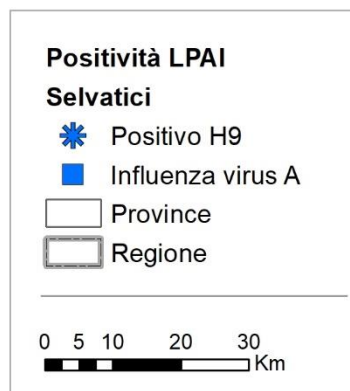 Positività LPAI
Selvatici
Positivo H9
Influenza virus A
Province
Regione
0 5 10 20 30
Km